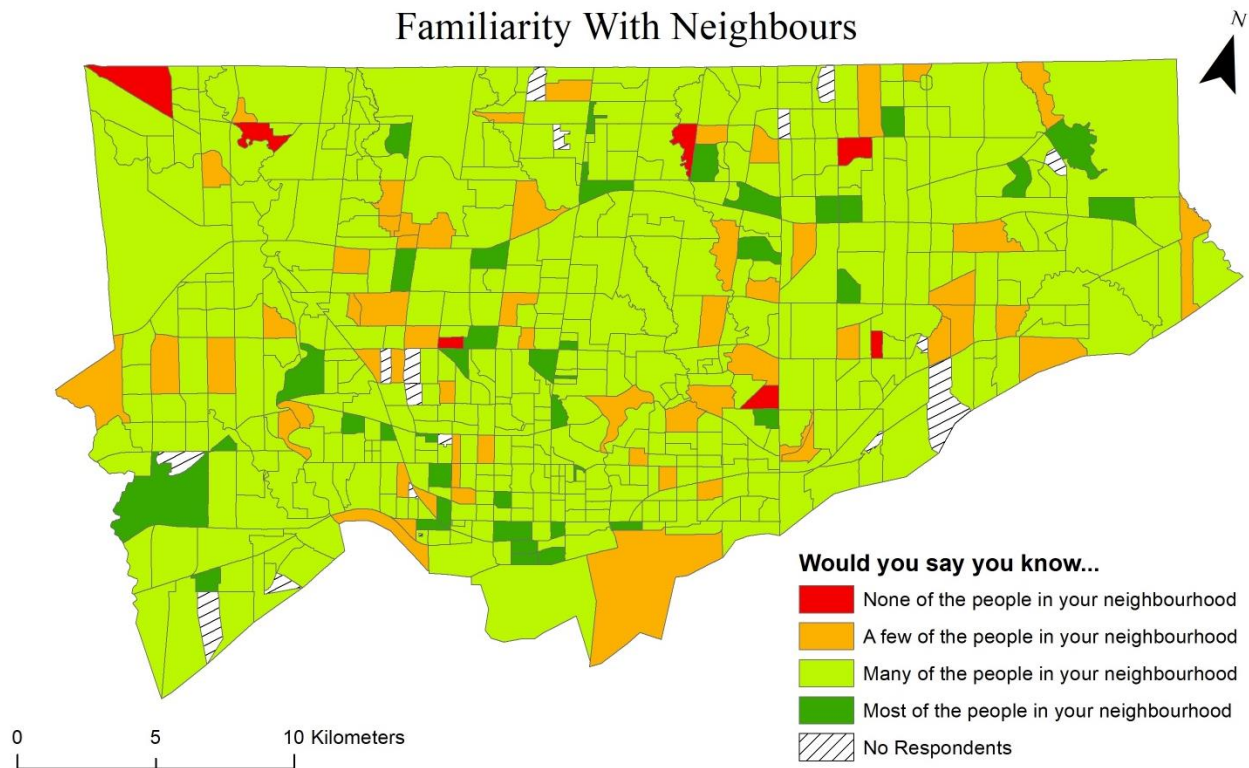 Familiarity With Neighbours
N
Would you say you know...
None of the people in your neighbourhood
A few of the people in your neighbourhood
Many of the people in your neighbourhood
Most of the people in your neighbourhood
No Respondents
0 5 10 Kilometers